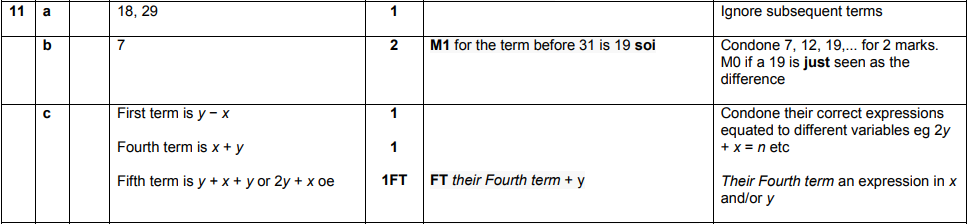 11 a 18, 29 1 Ignore subsequent terms
b 7 2 M1 for the term before 31 is 19 soi Condone 7, 12, 19,... for 2 marks.
M0 if a 19 is just seen as the
difference
c First term is y − x 1 Condone their correct expressions
equated to different variables eg 2y
Fourth term is x + y 1 + x = n etc
Fifth term is y + x + y or 2y + x oe 1FT FT their Fourth term + y Their Fourth term an expression in x
and/or y